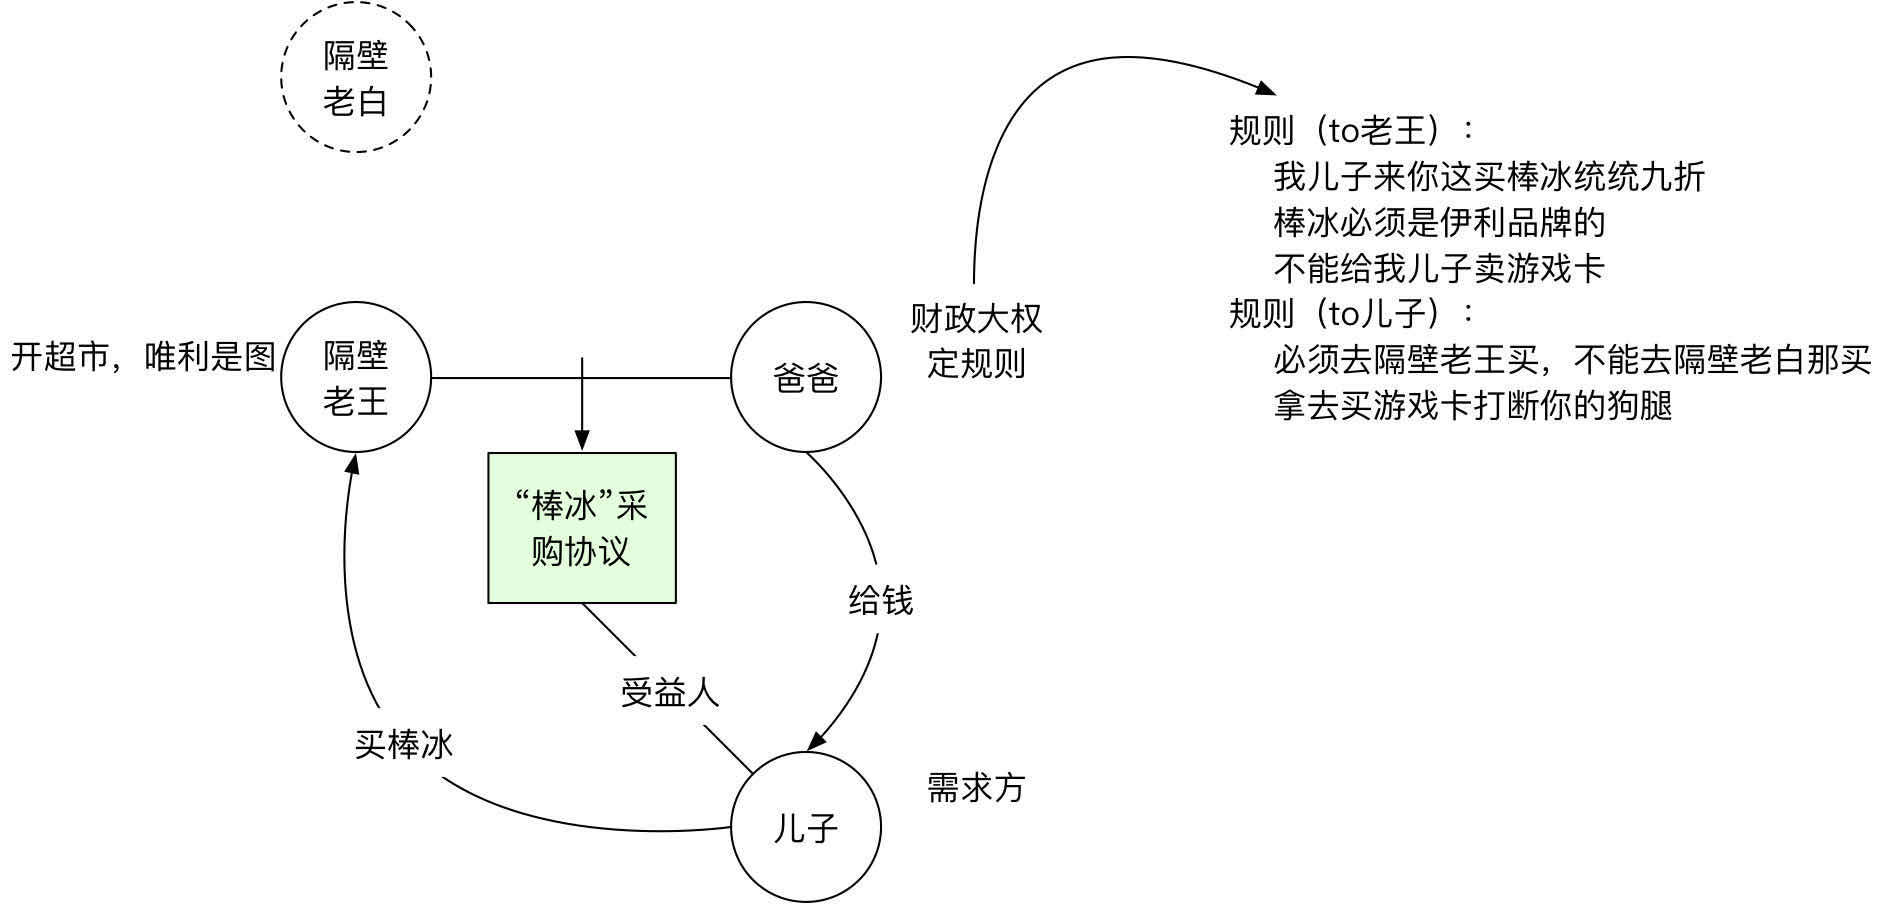 隔壁
老白
规则（to老王）：
我儿子来你这买棒冰统统九折
棒冰必须是伊利品牌的
不能给我儿子卖游戏卡
规则（to儿子）：
必须去隔壁老王买，不能去隔壁老白那买
拿去买游戏卡打断你的狗腿
财政大权
定规则
开超市，唯利是图
隔壁
老王
爸爸
“棒冰”采
购协议
给钱
受益人
买棒冰
需求方
儿子